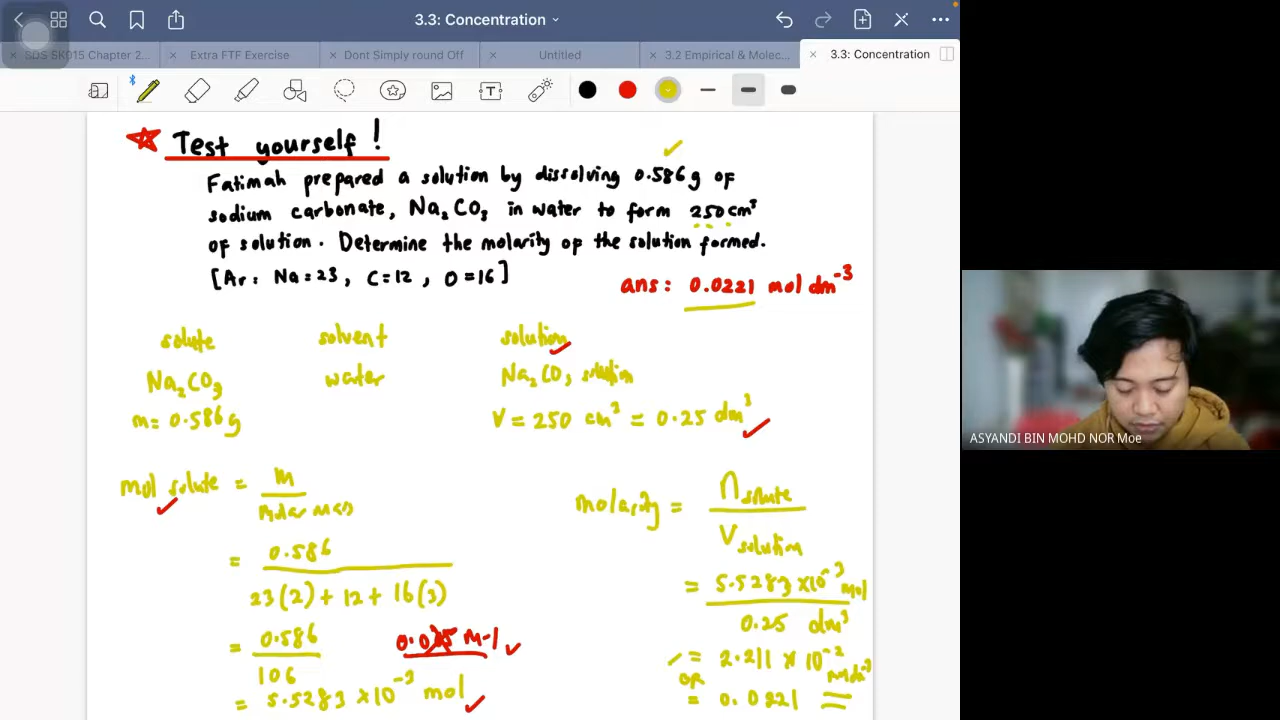 3.3: Concentration
SDS SK015 Chapter 2...
Extra FTF Exercise
Dont Simply round Off
Untitled
3.2 Empirical & Molec...
3.3: Concentration
Test yourself!
Fatimah prepared a solution by dissolving 0.586g of
sodium carbonate, Na₂CO₃ in water to form 250cm³
of solution. Determine the molarity of the solution formed.
[Ar: Na=23, C=12, O=16]
ans: 0.0221 mol dm⁻³
solute solvent solution
Na₂CO₃ water Na₂CO₃ solution
m=0.586g V = 250 cm³ = 0.25 dm³
mol solute = m / molar mass
= 0.586 / 23(2)+12+16(3)
= 0.586 / 106
= 5.5283 ×10⁻³ mol
molarity = n solute / V solution
= 5.5283 ×10⁻³ mol / 0.25 dm³
= 2.211 × 10⁻² mol dm⁻³
OR
= 0.0221
ASYANDI BIN MOHD NOR Moe